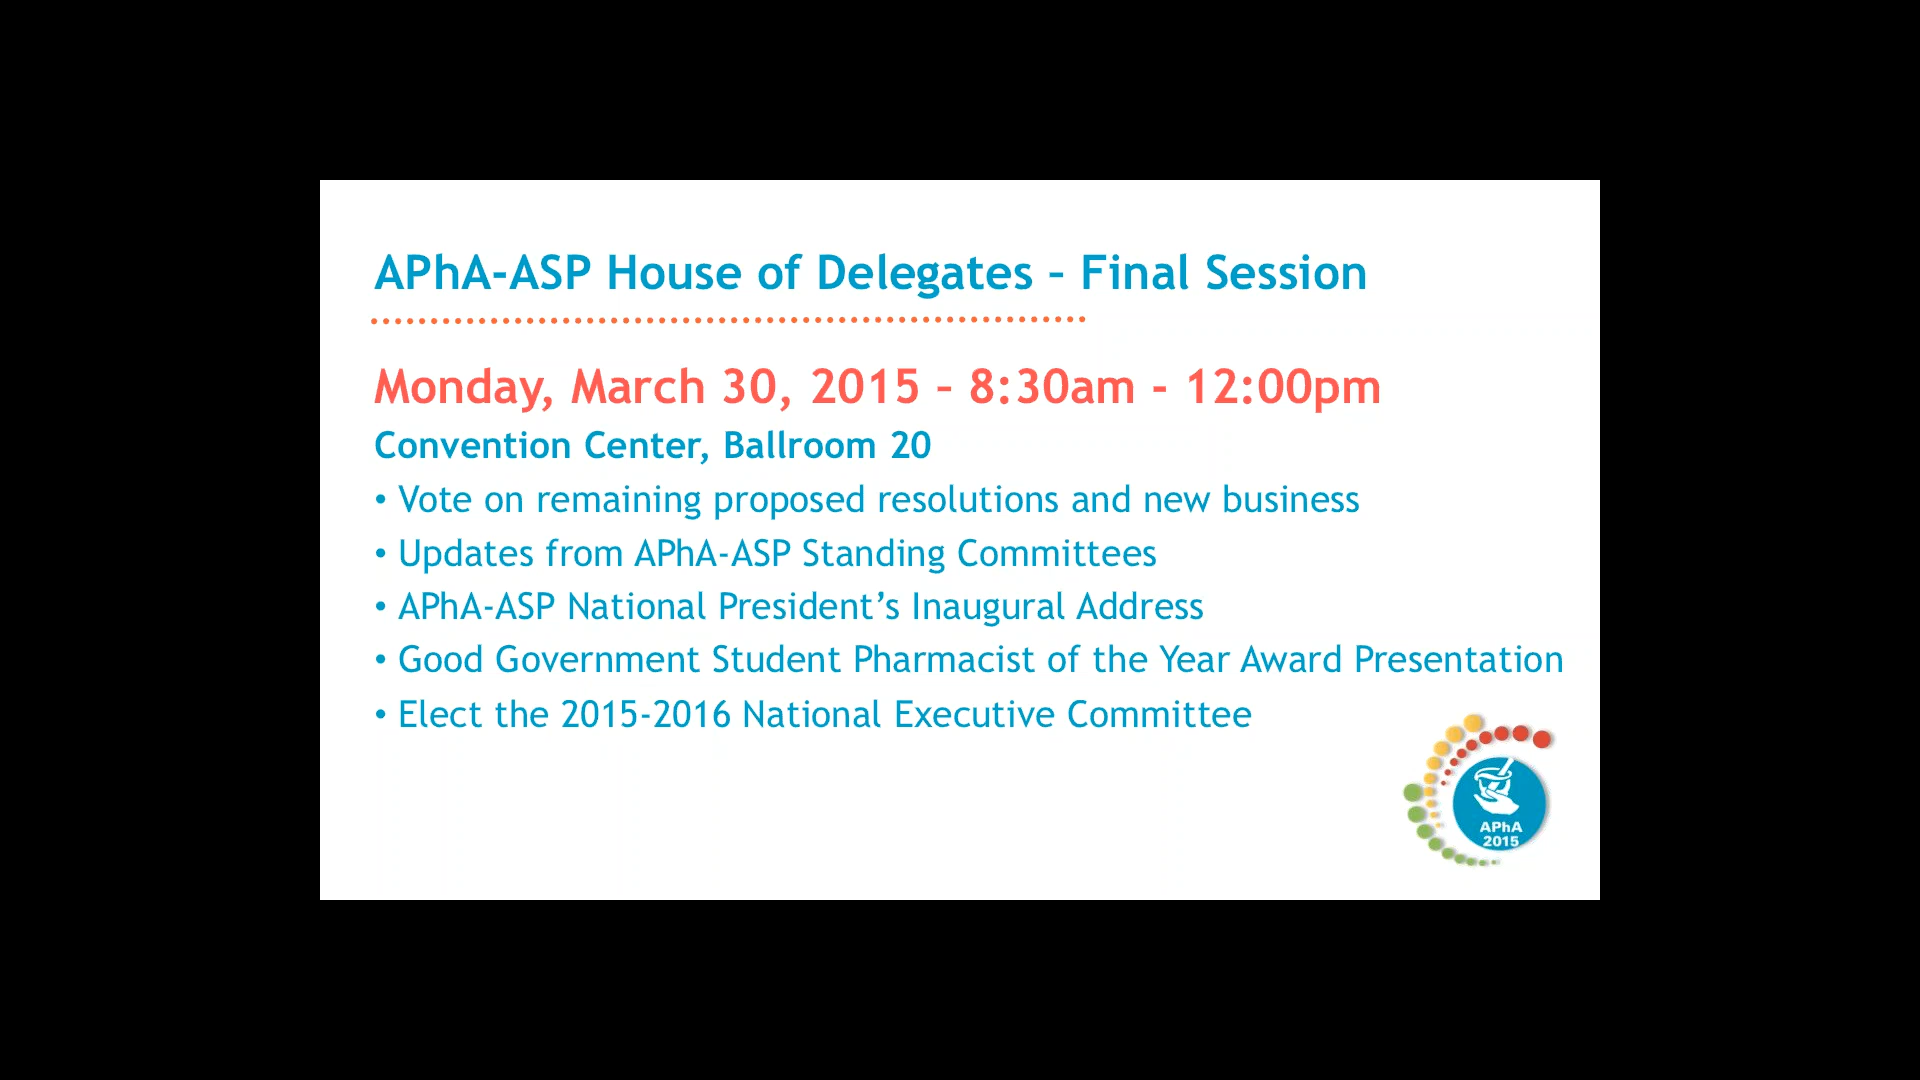 APhA-ASP House of Delegates – Final Session
Monday, March 30, 2015 – 8:30am - 12:00pm
Convention Center, Ballroom 20
• Vote on remaining proposed resolutions and new business
• Updates from APhA-ASP Standing Committees
• APhA-ASP National President’s Inaugural Address
• Good Government Student Pharmacist of the Year Award Presentation
• Elect the 2015-2016 National Executive Committee
APhA
2015